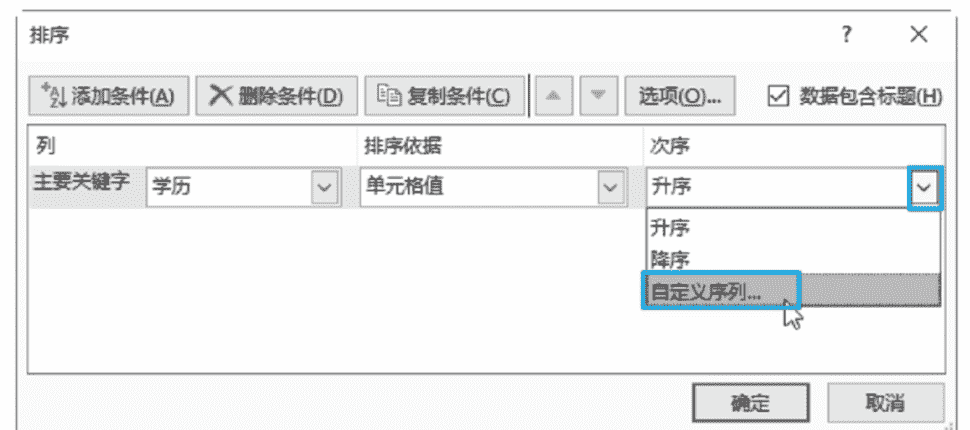 排序 ?
添加条件(A) 删除条件(D) 复制条件(C) 选项(O)... 数据包含标题(H)
列 排序依据 次序
主要关键字 学历 单元格值 升序
升序
降序
自定义序列...
确定 取消